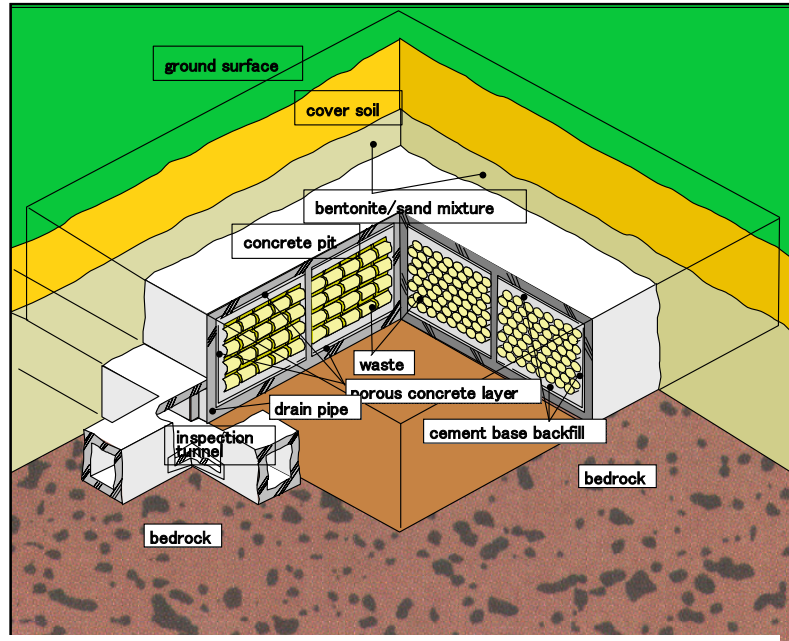 ground surface
cover soil
bentonite/sand mixture
concrete pit
waste
porous concrete layer
drain pipe
cement base backfill
inspection
tunnel
bedrock
bedrock